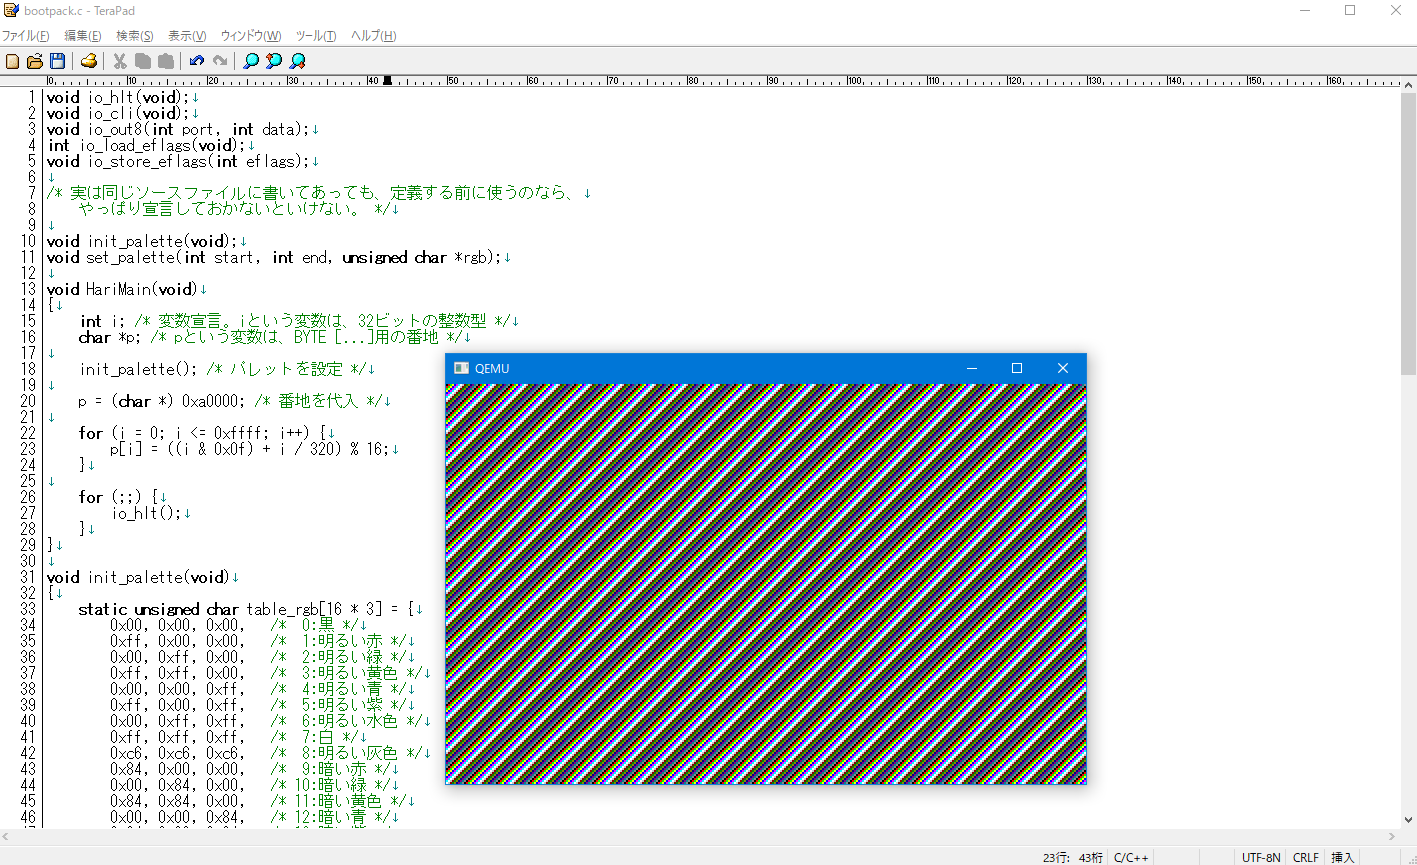 bootpack.c - TeraPad
ファイル(F) 編集(E) 検索(S) 表示(V) ウィンドウ(W) ツール(T) ヘルプ(H)
0 10 20 30 40 50 60 70 80 90 100 110 120 130 140 150 160
1 void io_hlt(void);↓
2 void io_cli(void);↓
3 void io_out8(int port, int data);↓
4 int io_load_eflags(void);↓
5 void io_store_eflags(int eflags);↓
6 ↓
7 /* 実は同じソースファイルに書いてあっても、定義する前に使うのなら、↓
8     やっぱり宣言しておかないといけない。 */↓
9 ↓
10 void init_palette(void);↓
11 void set_palette(int start, int end, unsigned char *rgb);↓
12 ↓
13 void HariMain(void)↓
14 {↓
15     int i; /* 変数宣言。iという変数は、32ビットの整数型 */↓
16     char *p; /* pという変数は、BYTE [...]用の番地 */↓
17 ↓
18     init_palette(); /* パレットを設定 */↓
19 ↓
20     p = (char *) 0xa0000; /* 番地を代入 */↓
21 ↓
22     for (i = 0; i <= 0xffff; i++) {↓
23         p[i] = ((i & 0x0f) + i / 320) % 16;↓
24     }↓
25 ↓
26     for (;;) {↓
27         io_hlt();↓
28     }↓
29 }↓
30 ↓
31 void init_palette(void)↓
32 {↓
33     static unsigned char table_rgb[16 * 3] = {↓
34         0x00, 0x00, 0x00,   /*  0:黒 */↓
35         0xff, 0x00, 0x00,   /*  1:明るい赤 */↓
36         0x00, 0xff, 0x00,   /*  2:明るい緑 */↓
37         0xff, 0xff, 0x00,   /*  3:明るい黄色 */↓
38         0x00, 0x00, 0xff,   /*  4:明るい青 */↓
39         0xff, 0x00, 0xff,   /*  5:明るい紫 */↓
40         0x00, 0xff, 0xff,   /*  6:明るい水色 */↓
41         0xff, 0xff, 0xff,   /*  7:白 */↓
42         0xc6, 0xc6, 0xc6,   /*  8:明るい灰色 */↓
43         0x84, 0x00, 0x00,   /*  9:暗い赤 */↓
44         0x00, 0x84, 0x00,   /* 10:暗い緑 */↓
45         0x84, 0x84, 0x00,   /* 11:暗い黄色 */↓
46         0x00, 0x00, 0x84,   /* 12:暗い青 */↓
QEMU
23行: 43桁 C/C++ UTF-8N CRLF 挿入